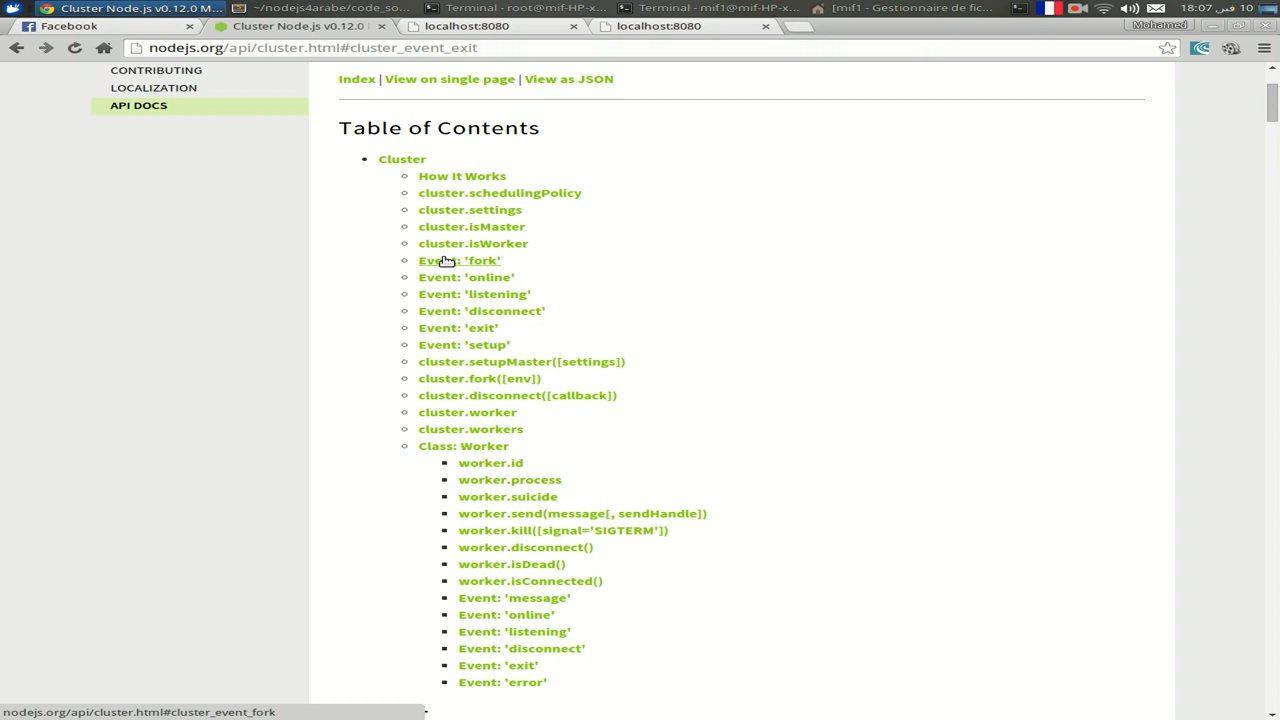 Cluster Node.js v0.12.0 M...
~/nodejs4arabe/code_so...
Terminal - root@mif-HP-x...
Terminal - mif1@mif-HP-x...
[mif1 - Gestionnaire de fic...
18:07 ,فبر 10
Facebook
Cluster Node.js v0.12.0 I
localhost:8080
localhost:8080
Mohamed
nodejs.org/api/cluster.html#cluster_event_exit
CONTRIBUTING
LOCALIZATION
API DOCS
Index | View on single page | View as JSON
Table of Contents
Cluster
How It Works
cluster.schedulingPolicy
cluster.settings
cluster.isMaster
cluster.isWorker
Event: 'fork'
Event: 'online'
Event: 'listening'
Event: 'disconnect'
Event: 'exit'
Event: 'setup'
cluster.setupMaster([settings])
cluster.fork([env])
cluster.disconnect([callback])
cluster.worker
cluster.workers
Class: Worker
worker.id
worker.process
worker.suicide
worker.send(message[, sendHandle])
worker.kill([signal='SIGTERM'])
worker.disconnect()
worker.isDead()
worker.isConnected()
Event: 'message'
Event: 'online'
Event: 'listening'
Event: 'disconnect'
Event: 'exit'
Event: 'error'
nodejs.org/api/cluster.html#cluster_event_fork